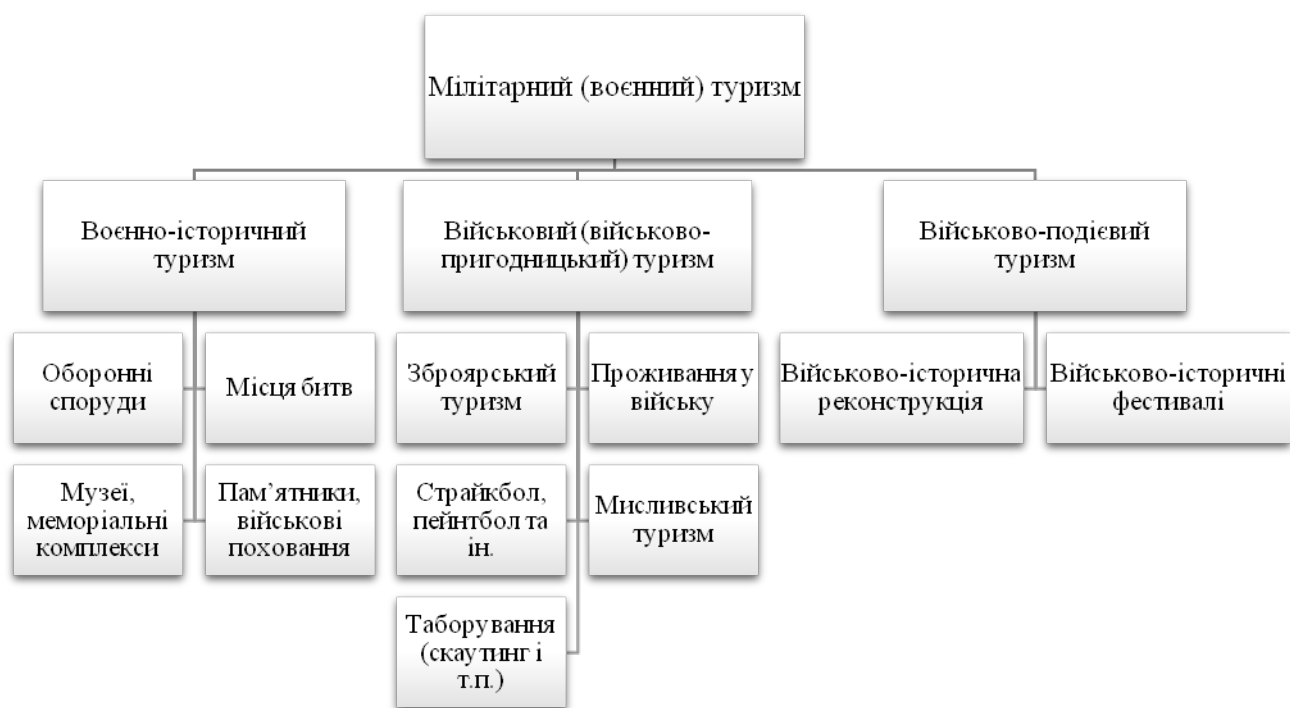 Мілітарний (воєнний) туризм
Воєнно-історичний
туризм
Військовий (військово-
пригодницький) туризм
Військово-подієвий
туризм
Оборонні
споруди
Місця битв
Зброярський
туризм
Проживання у
війську
Військово-історична
реконструкція
Військово-історичні
фестивалі
Музеї,
меморіальні
комплекси
Пам’ятники,
військові
поховання
Страйкбол,
пейнтбол та
ін.
Мисливський
туризм
Таборування
(скаутинг і
т.п.)